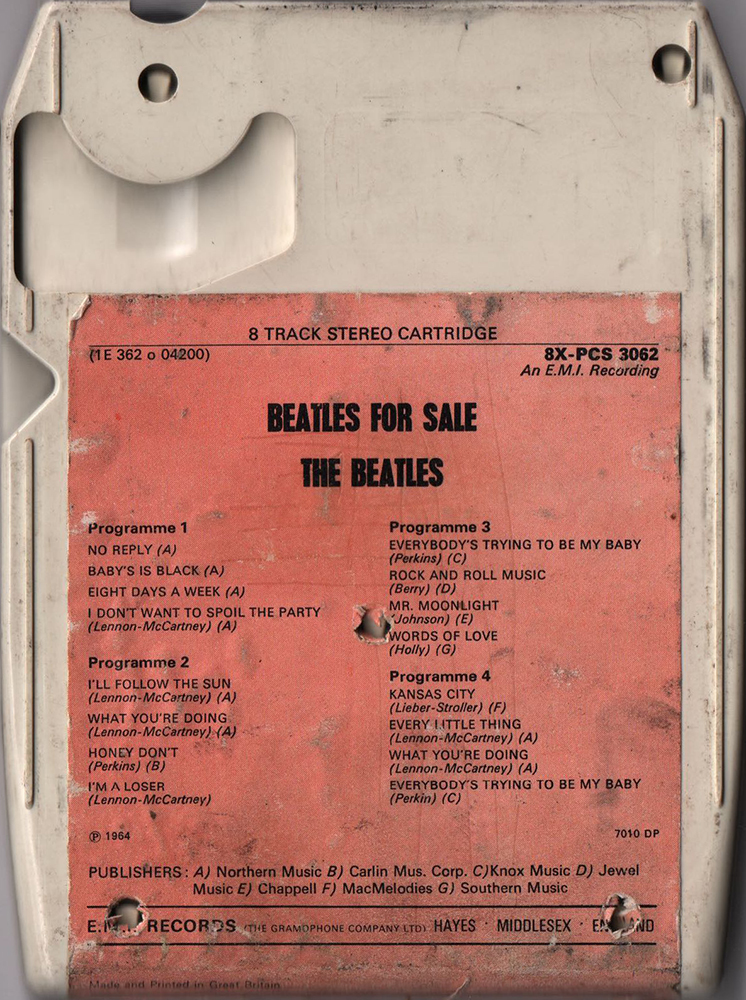 8 TRACK STEREO CARTRIDGE
(1E 362 o 04200)
8X-PCS 3062
An E.M.I. Recording
BEATLES FOR SALE
THE BEATLES
Programme 1
NO REPLY (A)
BABY'S IS BLACK (A)
EIGHT DAYS A WEEK (A)
I DON'T WANT TO SPOIL THE PARTY
(Lennon-McCartney) (A)
Programme 2
I'LL FOLLOW THE SUN
(Lennon-McCartney) (A)
WHAT YOU'RE DOING
(Lennon-McCartney) (A)
HONEY DON'T
(Perkins) (B)
I'M A LOSER
(Lennon-McCartney)
Programme 3
EVERYBODY'S TRYING TO BE MY BABY
(Perkins) (C)
ROCK AND ROLL MUSIC
(Berry) (D)
MR. MOONLIGHT
(Johnson) (E)
WORDS OF LOVE
(Holly) (G)
Programme 4
KANSAS CITY
(Lieber-Stroller) (F)
EVERY LITTLE THING
(Lennon-McCartney) (A)
WHAT YOU'RE DOING
(Lennon-McCartney) (A)
EVERYBODY'S TRYING TO BE MY BABY
(Perkin) (C)
℗ 1964
7010 DP
PUBLISHERS: A) Northern Music B) Carlin Mus. Corp. C)Knox Music D) Jewel
Music E) Chappell F) MacMelodies G) Southern Music
RECORDS (THE GRAMOPHONE COMPANY LTD) HAYES · MIDDLESEX ·
Made and Printed in Great Britain